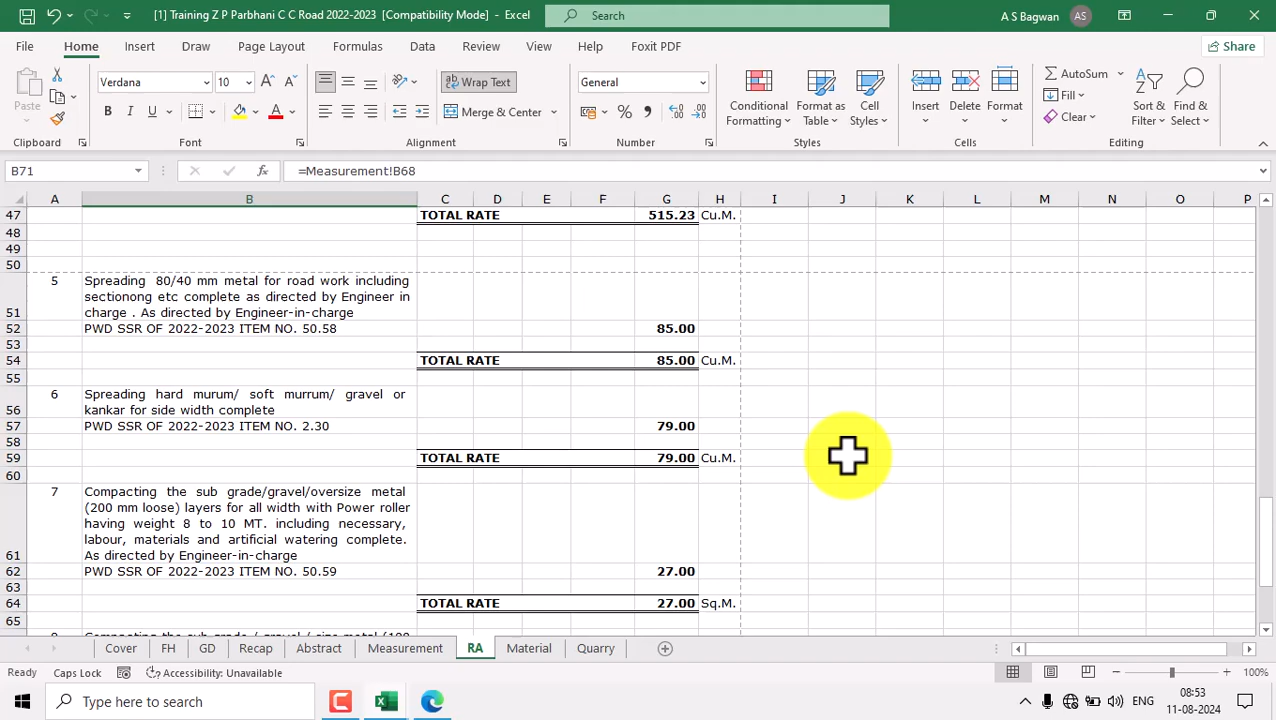 [1] Training Z P Parbhani C C Road 2022-2023 [Compatibility Mode] - Excel
Search
A S Bagwan AS
File Home Insert Draw Page Layout Formulas Data Review View Help Foxit PDF Share
Paste
Clipboard
Verdana 10
B I U
Font
ab Wrap Text
Merge & Center
Alignment
General
Number
Conditional Formatting
Format as Table
Cell Styles
Styles
Insert Delete Format
Cells
AutoSum
Fill
Clear
Sort & Filter
Find & Select
Editing
B71 fx =Measurement!B68
A B C D E F G H I J K L M N O P
47 TOTAL RATE 515.23 Cu.M.
48
49
50
5 Spreading 80/40 mm metal for road work including
sectionong etc complete as directed by Engineer in
51 charge . As directed by Engineer-in-charge
52 PWD SSR OF 2022-2023 ITEM NO. 50.58 85.00
53
54 TOTAL RATE 85.00 Cu.M.
55
6 Spreading hard murum/ soft murrum/ gravel or
56 kankar for side width complete
57 PWD SSR OF 2022-2023 ITEM NO. 2.30 79.00
58
59 TOTAL RATE 79.00 Cu.M.
60
7 Compacting the sub grade/gravel/oversize metal
(200 mm loose) layers for all width with Power roller
having weight 8 to 10 MT. including necessary,
labour, materials and artificial watering complete.
61 As directed by Engineer-in-charge
62 PWD SSR OF 2022-2023 ITEM NO. 50.59 27.00
63
64 TOTAL RATE 27.00 Sq.M.
65
Cover FH GD Recap Abstract Measurement RA Material Quarry
Ready Caps Lock Accessibility: Unavailable 100%
Type here to search
ENG 08:53
11-08-2024